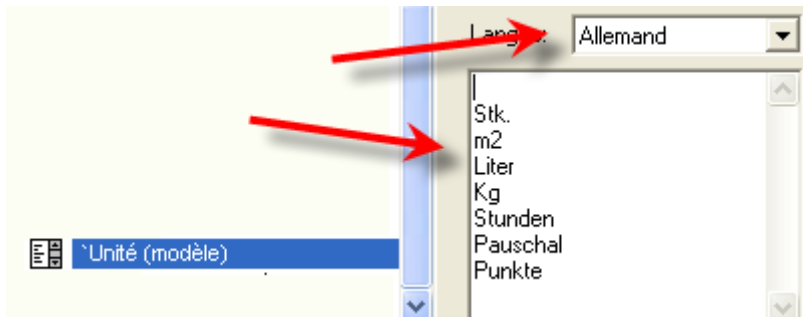 Allemand
Stk.
m2
Liter
Kg
Stunden
Pauschal
Punkte
`Unité (modèle)